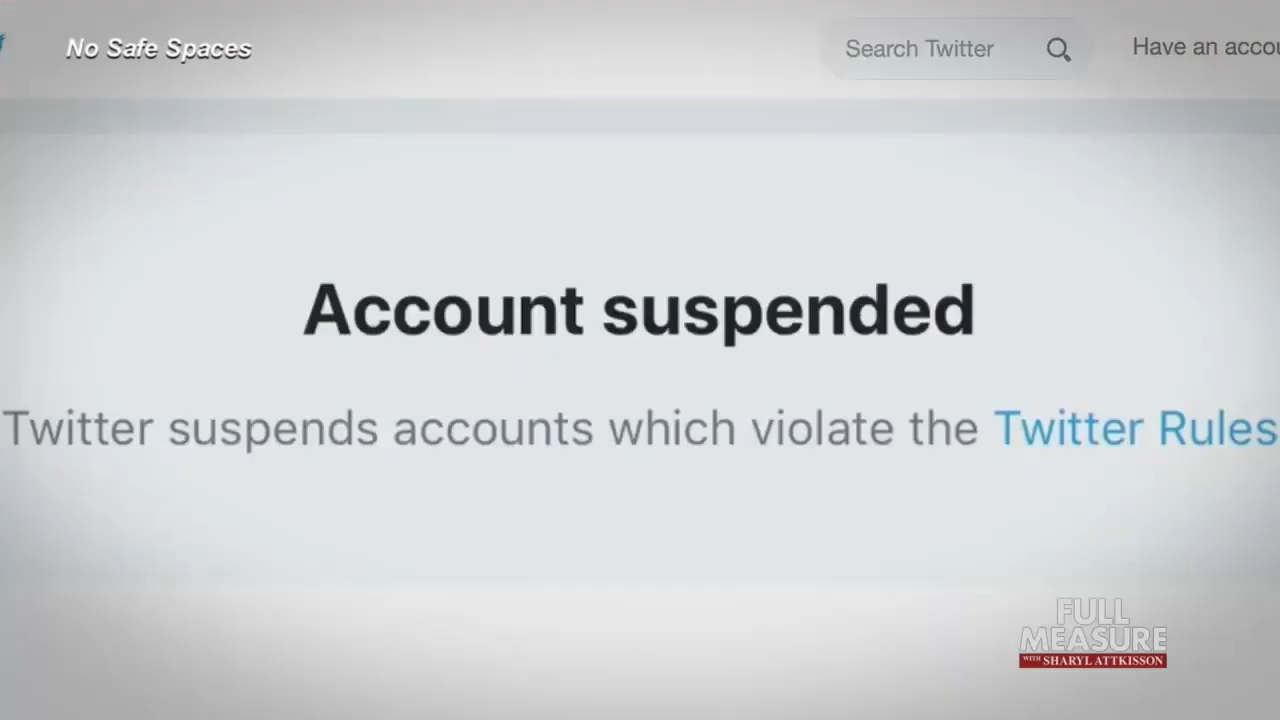 No Safe Spaces
Search Twitter
Have an accou
Account suspended
Twitter suspends accounts which violate the Twitter Rules
FULL
MEASURE
WITH SHARYL ATTKISSON